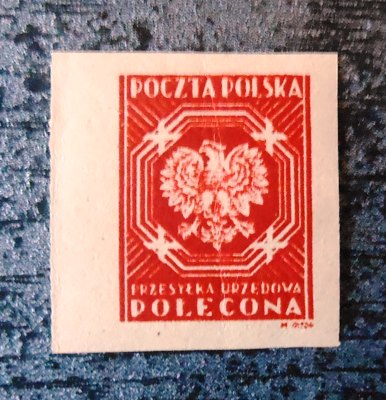 POCZTA POLSKA
PRZESYŁKA URZĘDOWA
POLECONA